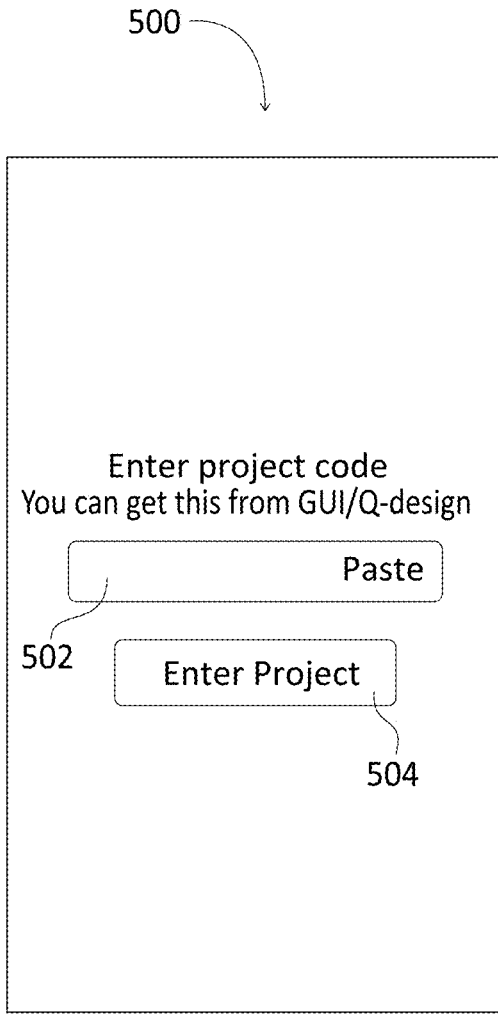 500
Enter project code
You can get this from GUI/Q-design
Paste
502
Enter Project
504